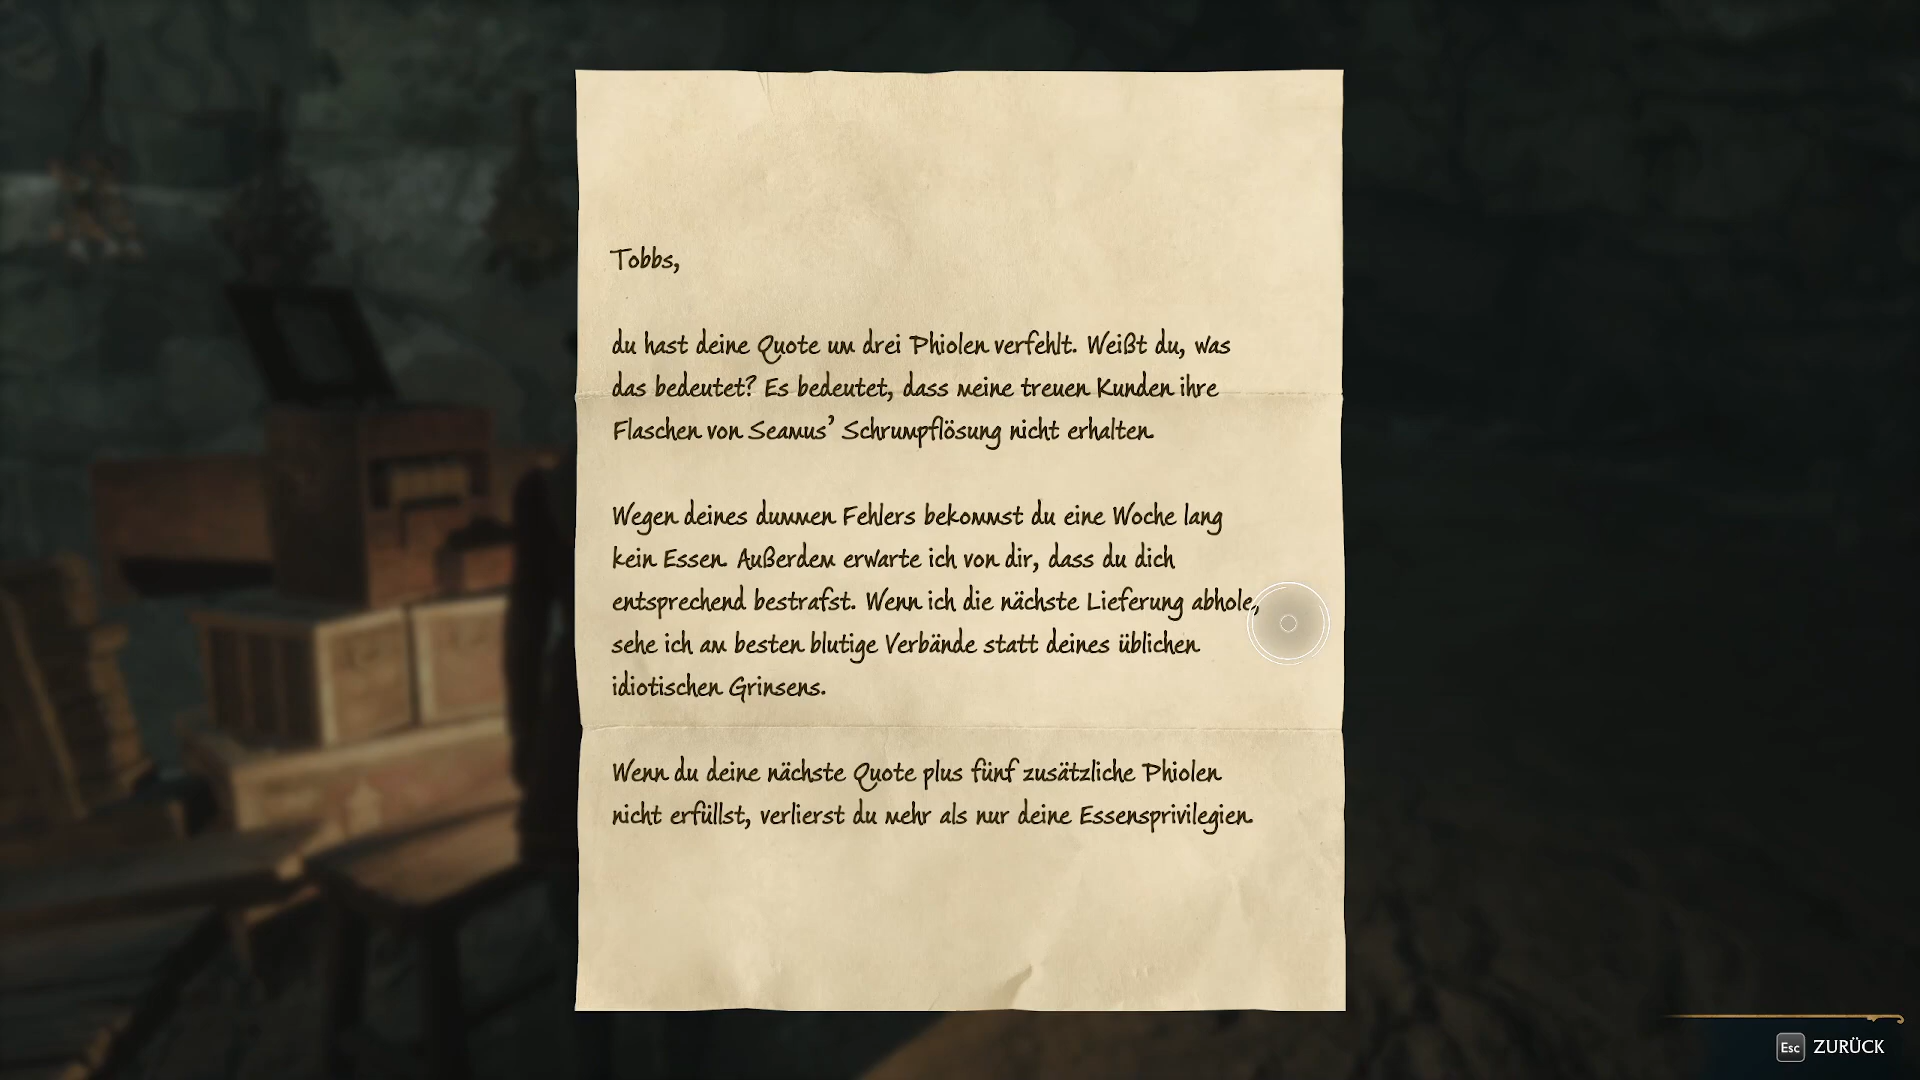 Tobbs,
du hast deine Quote um drei Phiolen verfehlt. Weißt du, was
das bedeutet? Es bedeutet, dass meine treuen Kunden ihre
Flaschen von Seamus’ Schrumpflösung nicht erhalten.
Wegen deines dummen Fehlers bekommst du eine Woche lang
kein Essen. Außerdem erwarte ich von dir, dass du dich
entsprechend bestrafst. Wenn ich die nächste Lieferung abhole,
sehe ich am besten blutige Verbände statt deines üblichen
idiotischen Grinsens.
Wenn du deine nächste Quote plus fünf zusätzliche Phiolen
nicht erfüllst, verlierst du mehr als nur deine Essensprivilegien.
Esc ZURÜCK